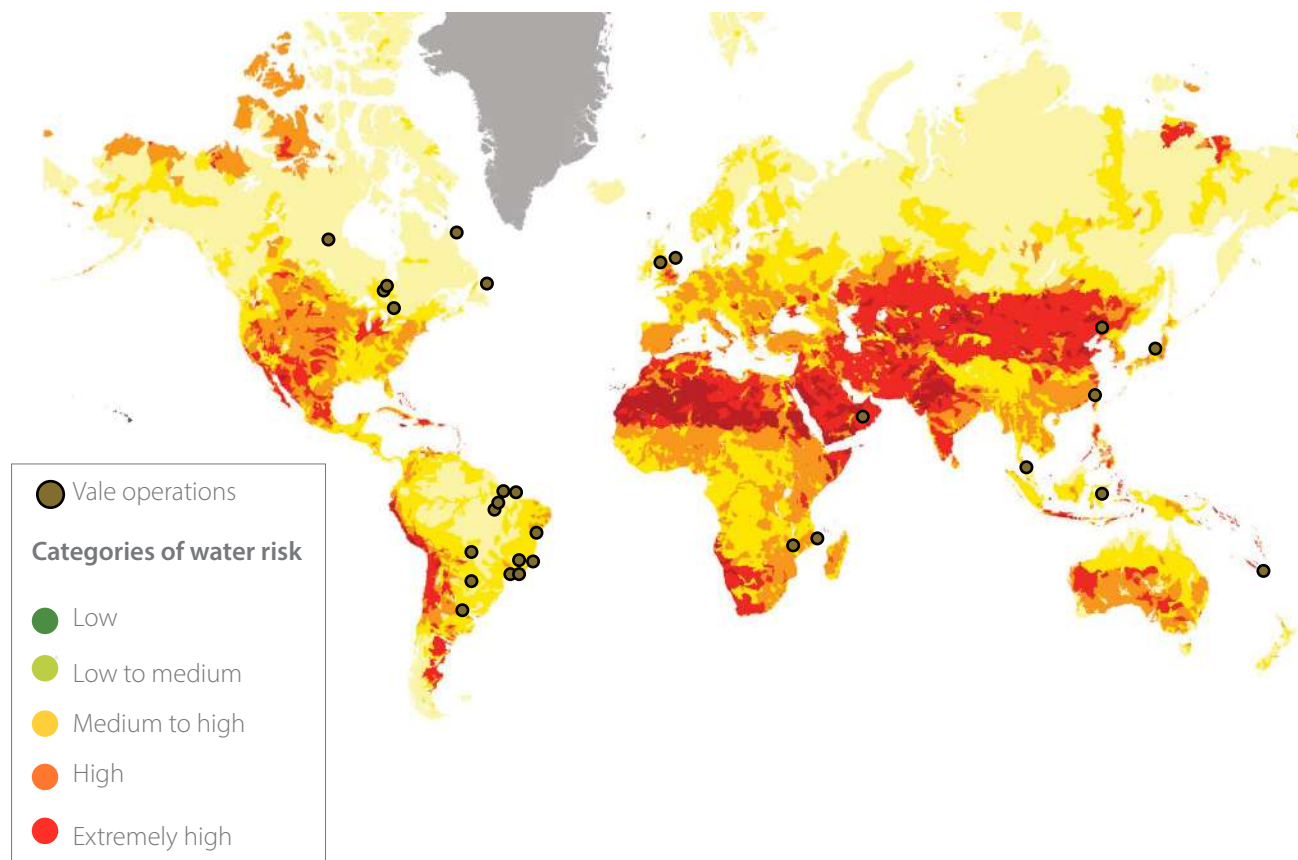 Vale operations
Categories of water risk
Low
Low to medium
Medium to high
High
Extremely high